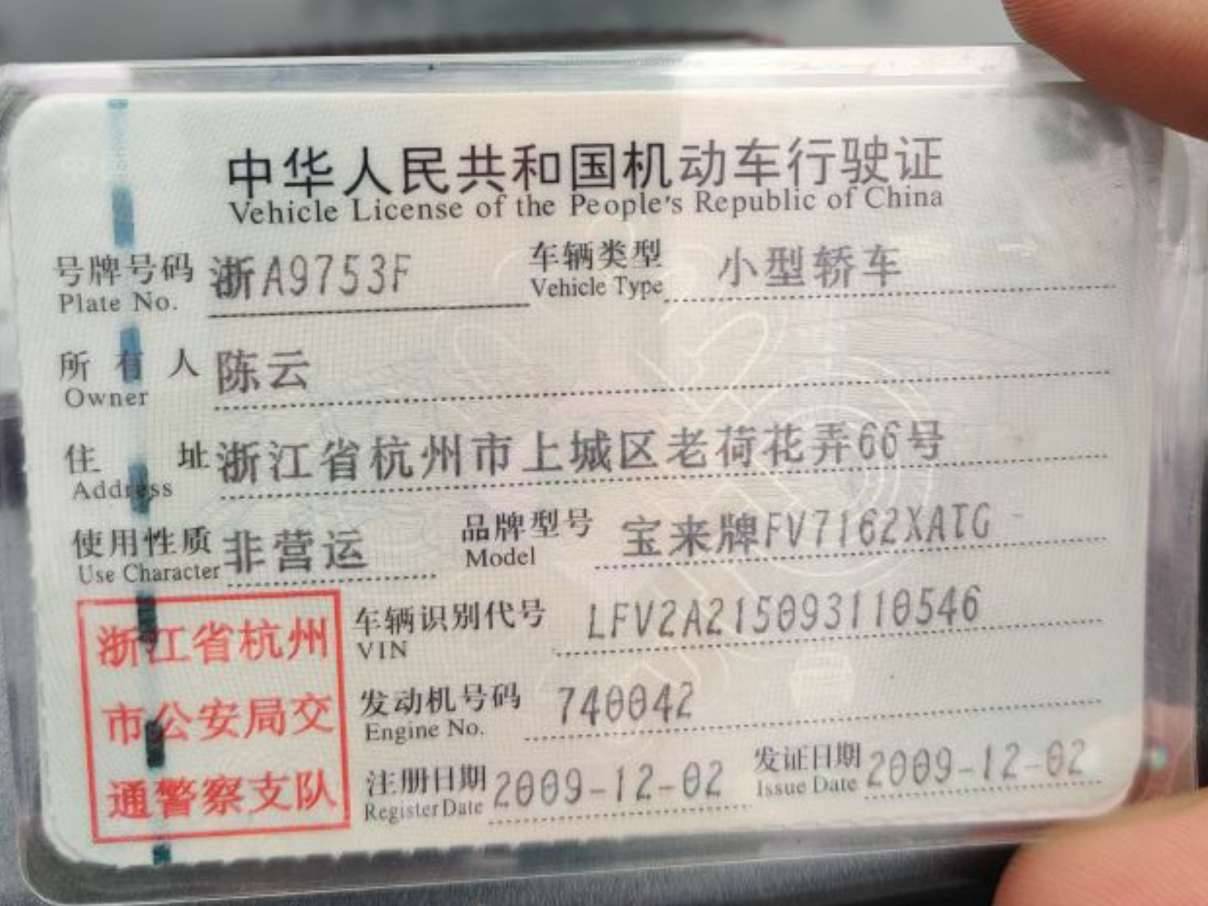 中华人民共和国机动车行驶证
Vehicle License of the People's Republic of China
号牌号码 浙A9753F 车辆类型 小型轿车
Plate No. Vehicle Type
所有人 陈云
Owner
住址 浙江省杭州市上城区老荷花弄66号
Address
使用性质 非营运 品牌型号 宝来牌FV7162XATG
Use Character Model
浙江省杭州
市公安局交
通警察支队
车辆识别代号 LFV2A215093110546
VIN
发动机号码 740042
Engine No.
注册日期 2009-12-02 发证日期 2009-12-02
Register Date Issue Date